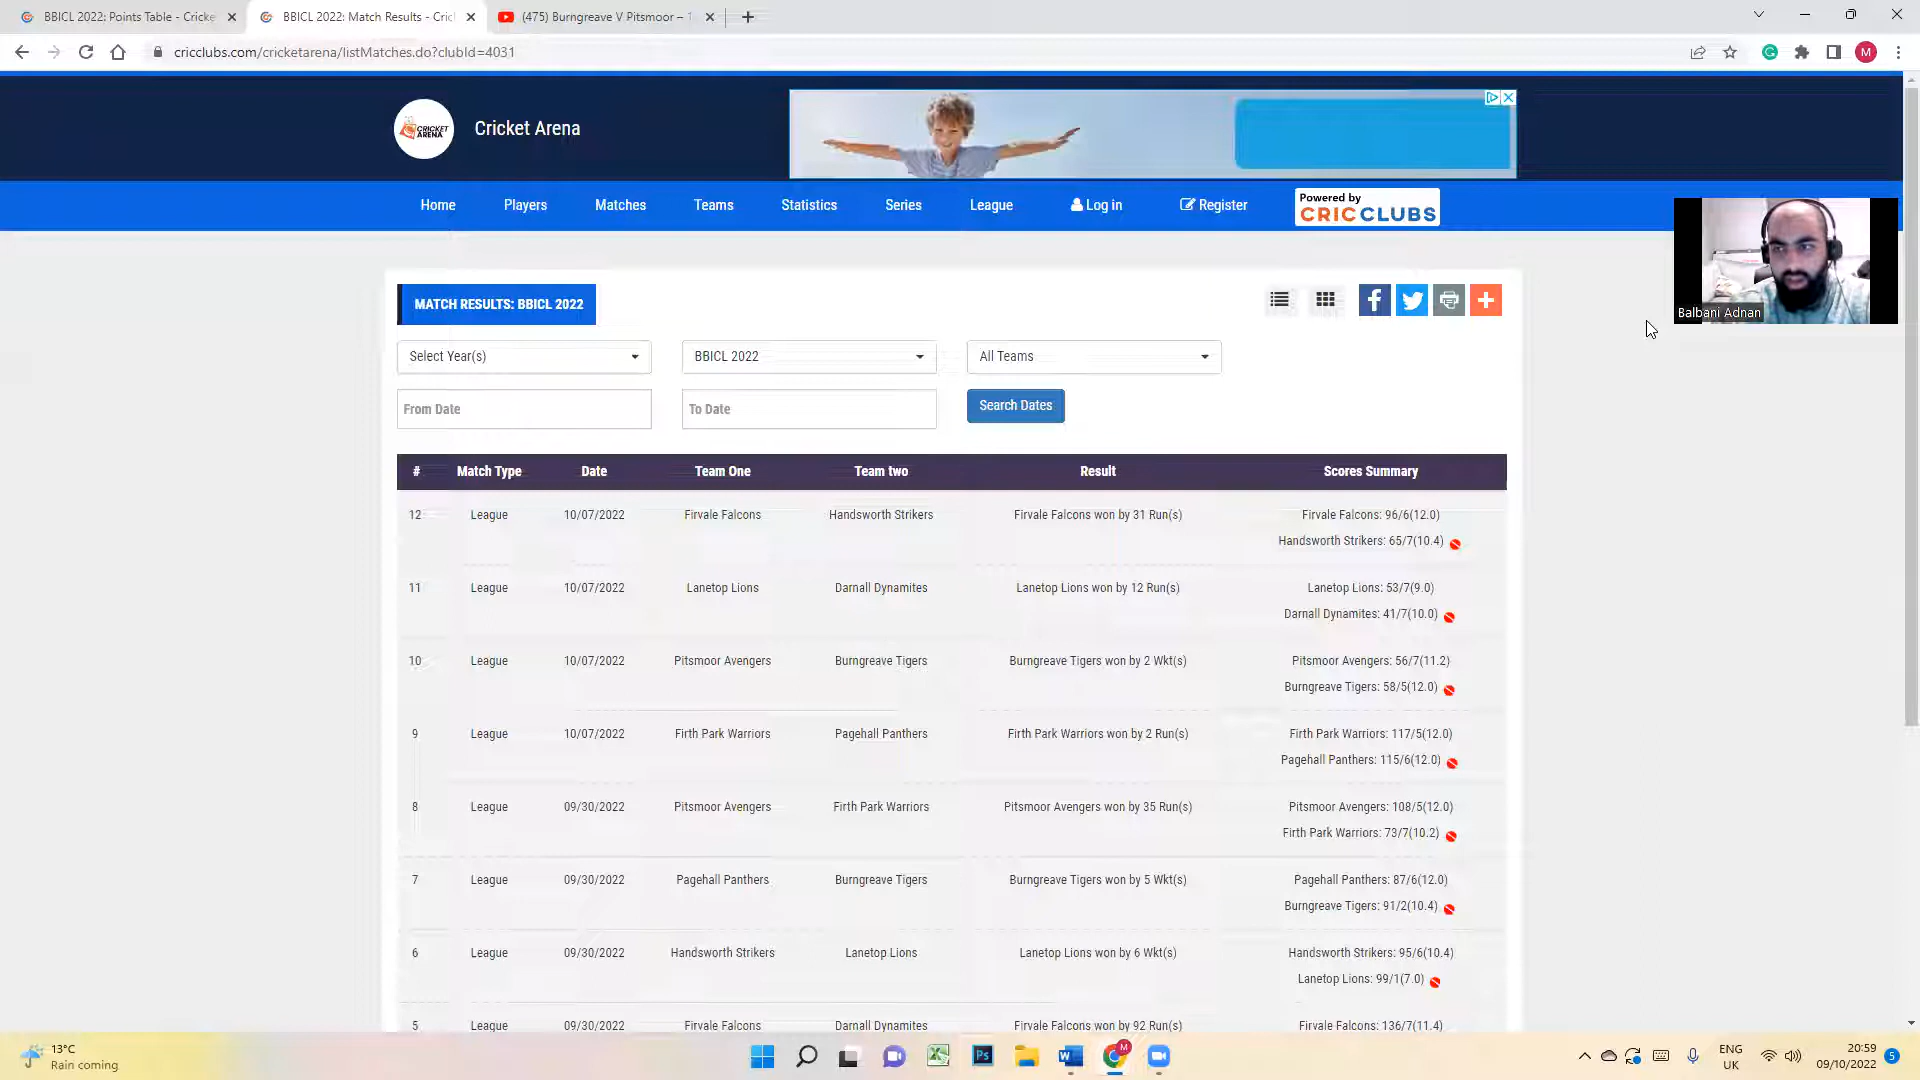 BBICL 2022: Points Table - Cricke
BBICL 2022: Match Results - Cric
(475) Burngreave V Pitsmoor – 1
cricclubs.com/cricketarena/listMatches.do?clubId=4031
M
CRICKET
ARENA
Cricket Arena
Home Players Matches Teams Statistics Series League Log in Register
Powered by
CRICCLUBS
Balbani Adnan
MATCH RESULTS: BBICL 2022
Select Year(s) BBICL 2022 All Teams
From Date To Date Search Dates
# Match Type Date Team One Team two Result Scores Summary
12 League 10/07/2022 Firvale Falcons Handsworth Strikers Firvale Falcons won by 31 Run(s) Firvale Falcons: 96/6(12.0)
Handsworth Strikers: 65/7(10.4)
11 League 10/07/2022 Lanetop Lions Darnall Dynamites Lanetop Lions won by 12 Run(s) Lanetop Lions: 53/7(9.0)
Darnall Dynamites: 41/7(10.0)
10 League 10/07/2022 Pitsmoor Avengers Burngreave Tigers Burngreave Tigers won by 2 Wkt(s) Pitsmoor Avengers: 56/7(11.2)
Burngreave Tigers: 58/5(12.0)
9 League 10/07/2022 Firth Park Warriors Pagehall Panthers Firth Park Warriors won by 2 Run(s) Firth Park Warriors: 117/5(12.0)
Pagehall Panthers: 115/6(12.0)
8 League 09/30/2022 Pitsmoor Avengers Firth Park Warriors Pitsmoor Avengers won by 35 Run(s) Pitsmoor Avengers: 108/5(12.0)
Firth Park Warriors: 73/7(10.2)
7 League 09/30/2022 Pagehall Panthers Burngreave Tigers Burngreave Tigers won by 5 Wkt(s) Pagehall Panthers: 87/6(12.0)
Burngreave Tigers: 91/2(10.4)
6 League 09/30/2022 Handsworth Strikers Lanetop Lions Lanetop Lions won by 6 Wkt(s) Handsworth Strikers: 95/6(10.4)
Lanetop Lions: 99/1(7.0)
5 League 09/30/2022 Firvale Falcons Darnall Dynamites Firvale Falcons won by 92 Run(s) Firvale Falcons: 136/7(11.4)
13°C
Rain coming
Ps
M
ENG
UK
20:59
09/10/2022
5